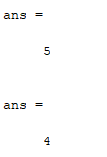 ans =
5
ans =
4